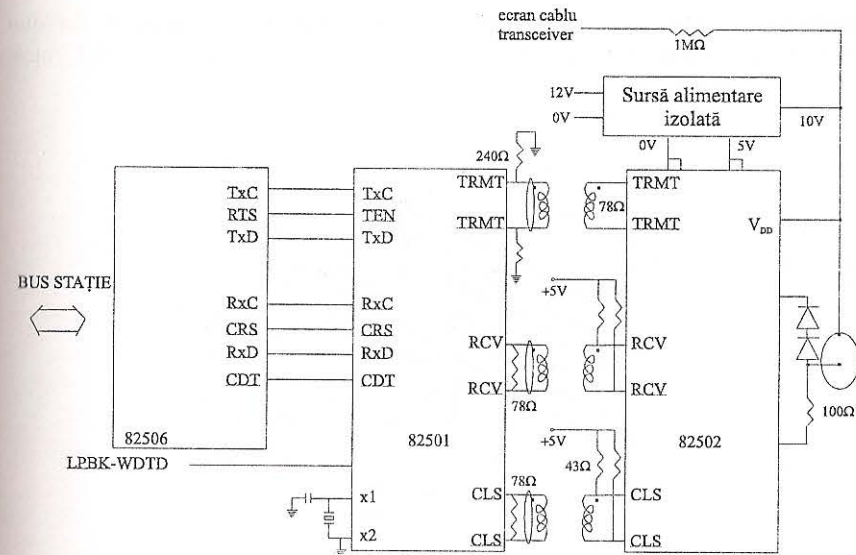 ecran cablu
transceiver
1MΩ
12V
0V
Sursă alimentare
izolată
10V
0V
5V
240Ω
TxC
RTS
TxD
RxC
CRS
RxD
CDT
82506
BUS STAȚIE
LPBK-WDTD
TxC
TEN
TxD
RxC
CRS
RxD
CDT
x1
x2
82501
TRMT
TRMT
RCV
RCV
CLS
CLS
78Ω
+5V
78Ω
+5V
78Ω
43Ω
TRMT
TRMT
RCV
RCV
CLS
CLS
V_DD
82502
100Ω